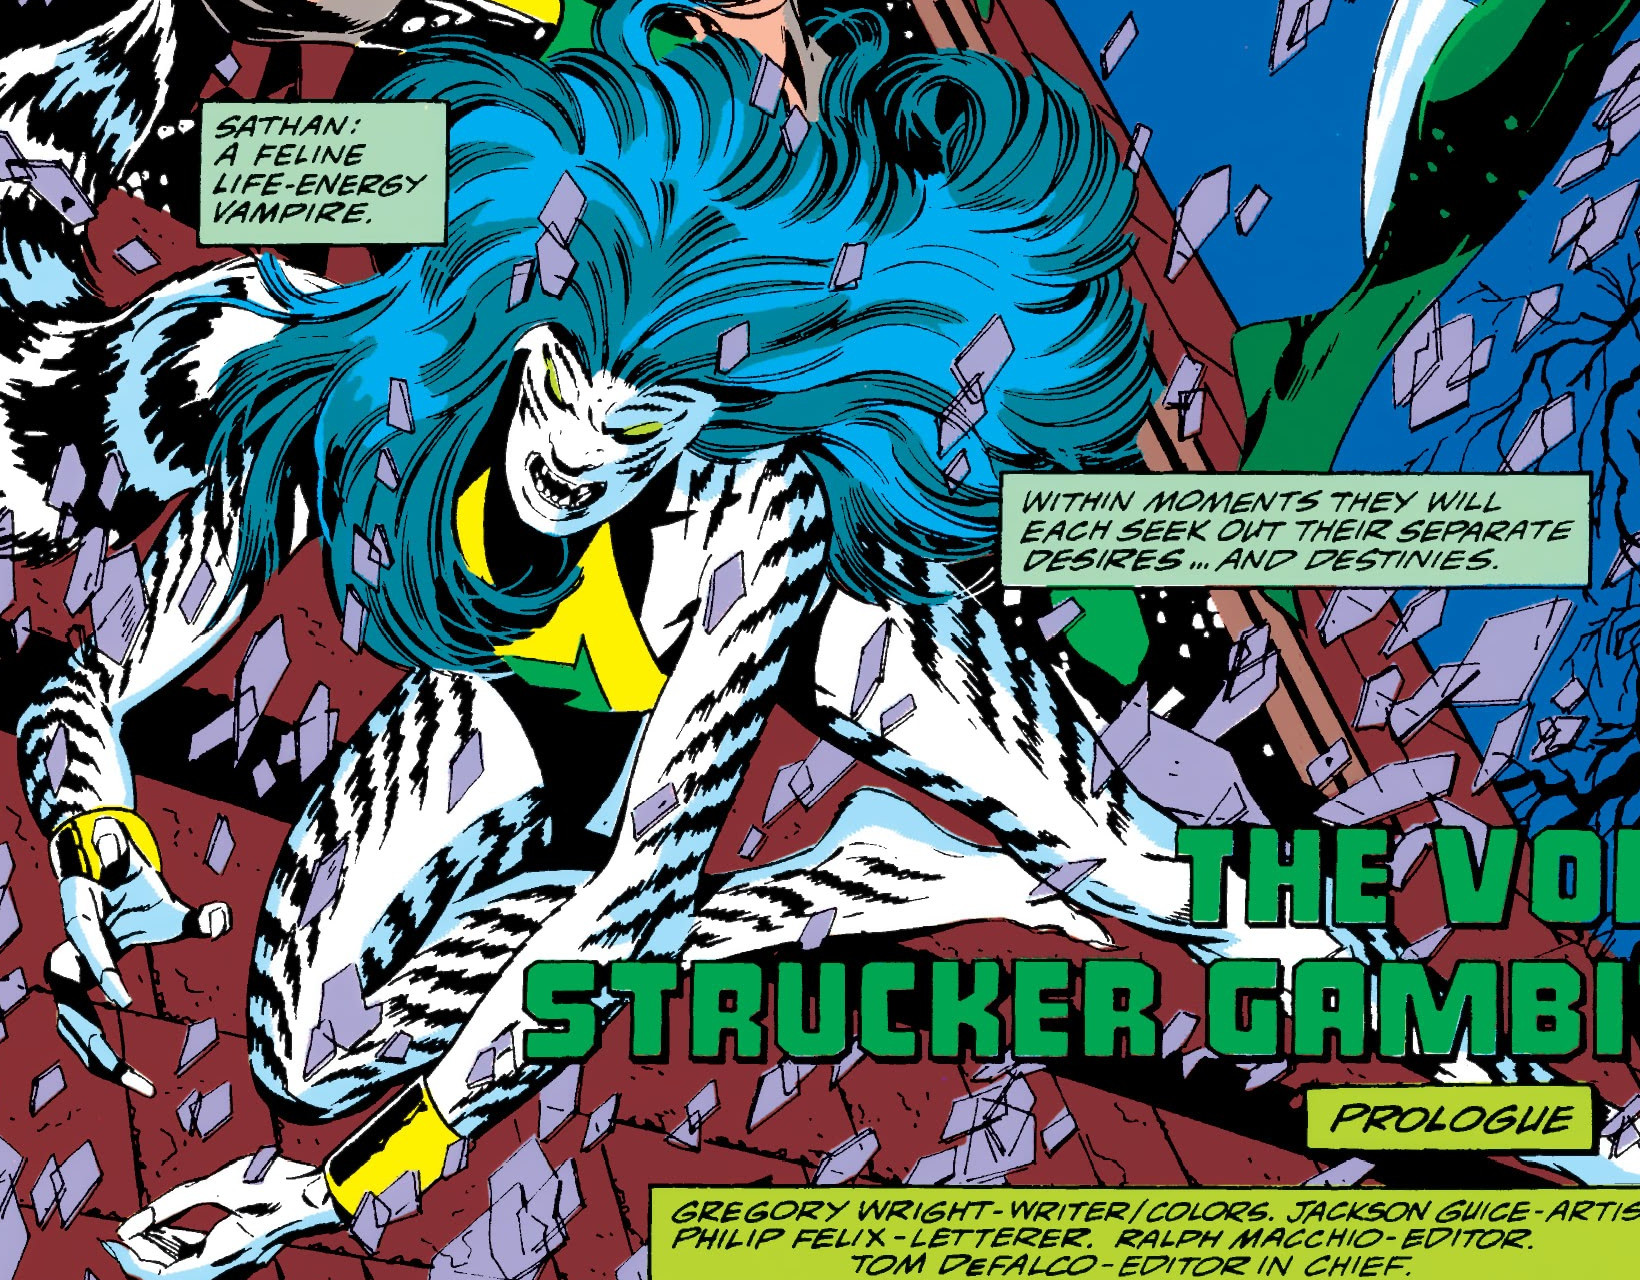 SATHAN:
A FELINE
LIFE-ENERGY
VAMPIRE.
WITHIN MOMENTS THEY WILL
EACH SEEK OUT THEIR SEPARATE
DESIRES... AND DESTINIES.
THE VO
STRUCKER GAMBI
PROLOGUE
GREGORY WRIGHT-WRITER/COLORS. JACKSON GUICE-ARTIS
PHILIP FELIX-LETTERER. RALPH MACCHIO-EDITOR.
TOM DEFALCO-EDITOR IN CHIEF.